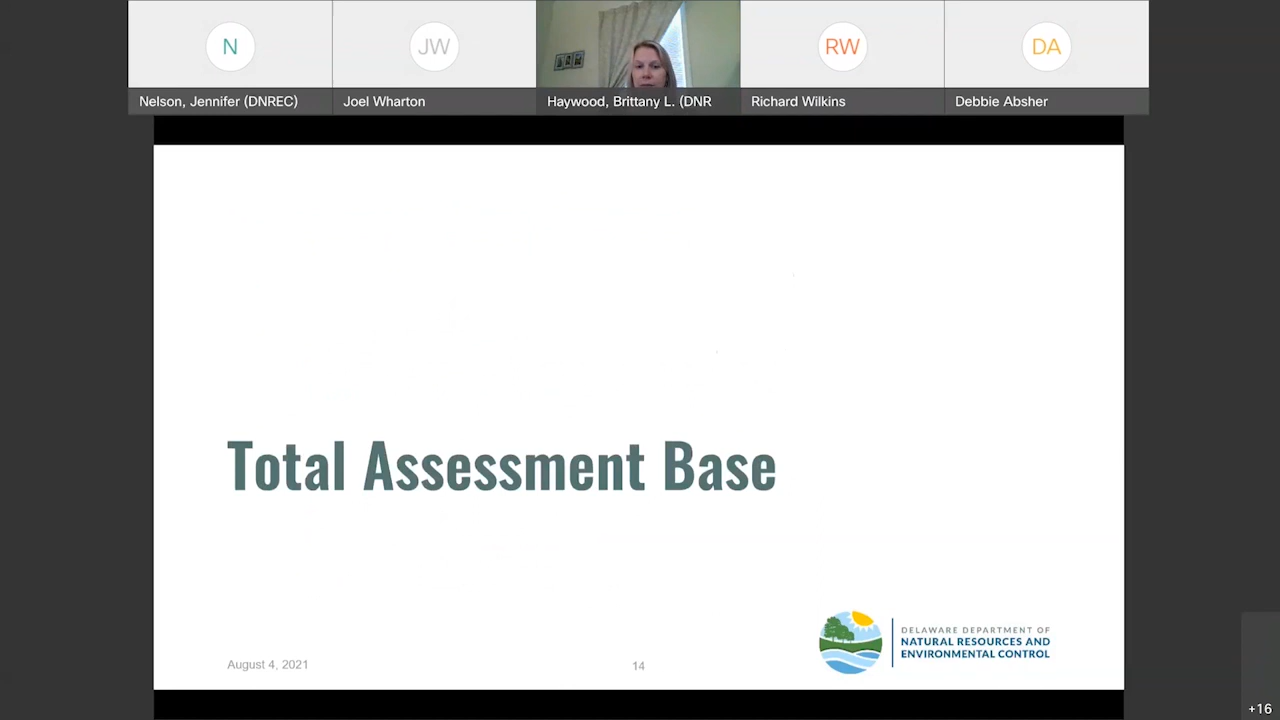 N
JW
RW
DA
Nelson, Jennifer (DNREC)
Joel Wharton
Haywood, Brittany L. (DNR
Richard Wilkins
Debbie Absher
Total Assessment Base
DELAWARE DEPARTMENT OF
NATURAL RESOURCES AND
ENVIRONMENTAL CONTROL
August 4, 2021
14
+16